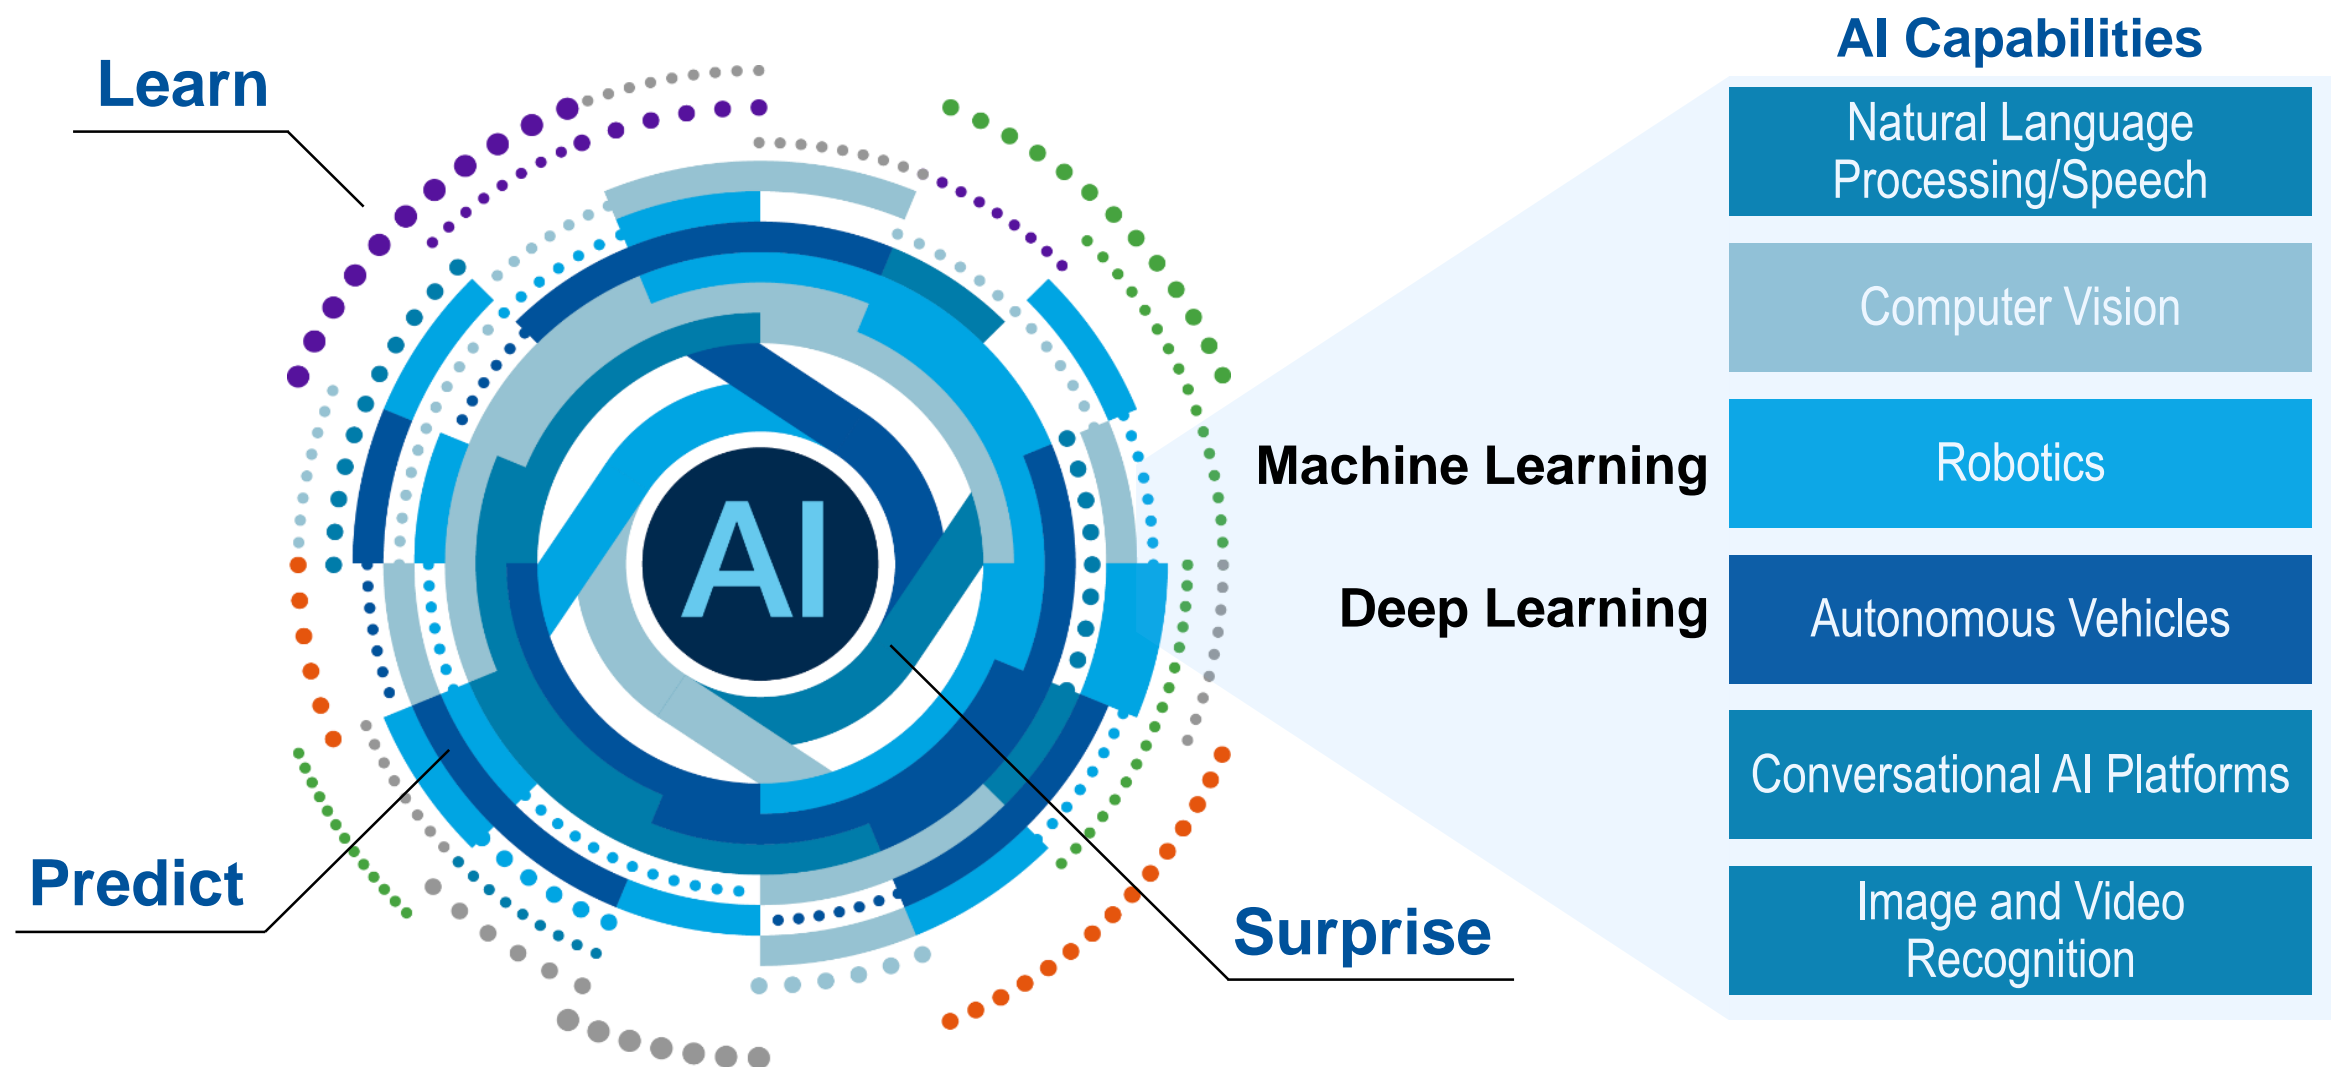 Learn
AI
Predict
Surprise
Machine Learning
Deep Learning
AI Capabilities
Natural Language
Processing/Speech
Computer Vision
Robotics
Autonomous Vehicles
Conversational AI Platforms
Image and Video
Recognition